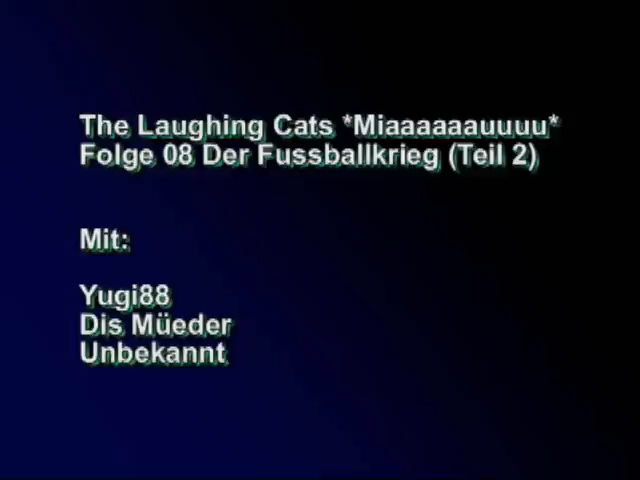 The Laughing Cats *Miaaaaaauuuu*
Folge 08 Der Fussballkrieg (Teil 2)
Mit:
Yugi88
Dis Müeder
Unbekannt